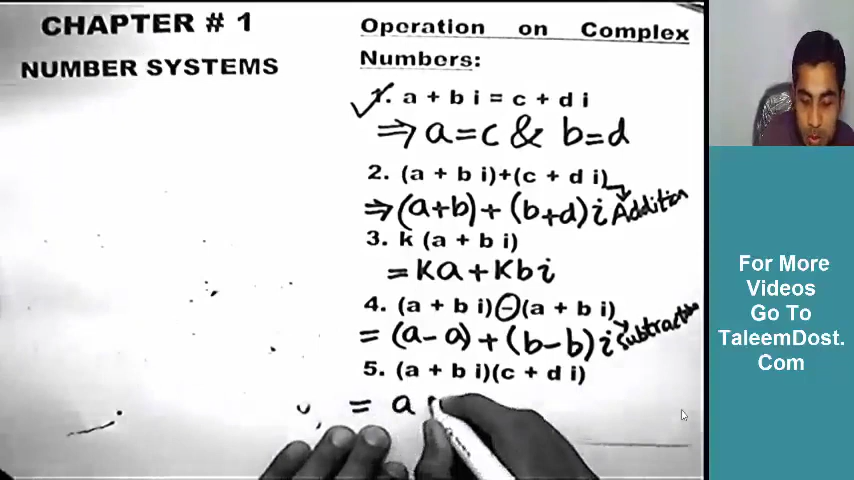 CHAPTER # 1
NUMBER SYSTEMS
Operation on Complex
Numbers:
1. a + b i = c + d i
⇒ a = c & b = d
2. (a + b i)+(c + d i)
⇒ (a+b) + (b+d) i Addition
3. k (a + b i)
= Ka + Kb i
4. (a + b i) - (a + b i)
= (a - a) + (b - b) i Subtraction
5. (a + b i)(c + d i)
= a
For More
Videos
Go To
TaleemDost.
Com